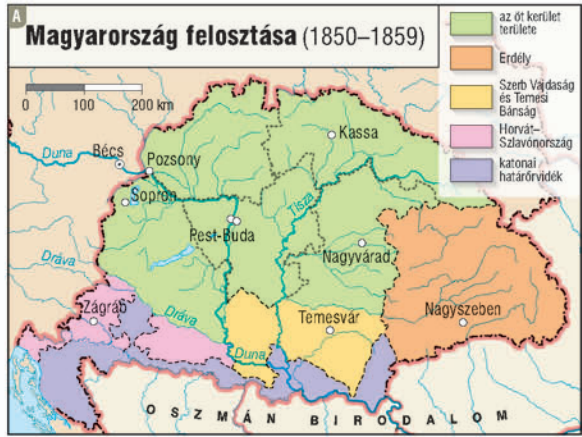 A
Magyarország felosztása (1850–1859)
0 100 200 km
az öt kerület
területe
Erdély
Szerb Vajdaság
és Temesi
Bánság
Horvát–
Szlavónország
katonai
határőrvidék
Kassa
Bécs
Duna
Pozsony
Sopron
Tisza
Pest-Buda
Nagyvárad
Dráva
Zágráb
Dráva
Temesvár
Nagyszeben
Duna
OSZMÁN BIRODALOM